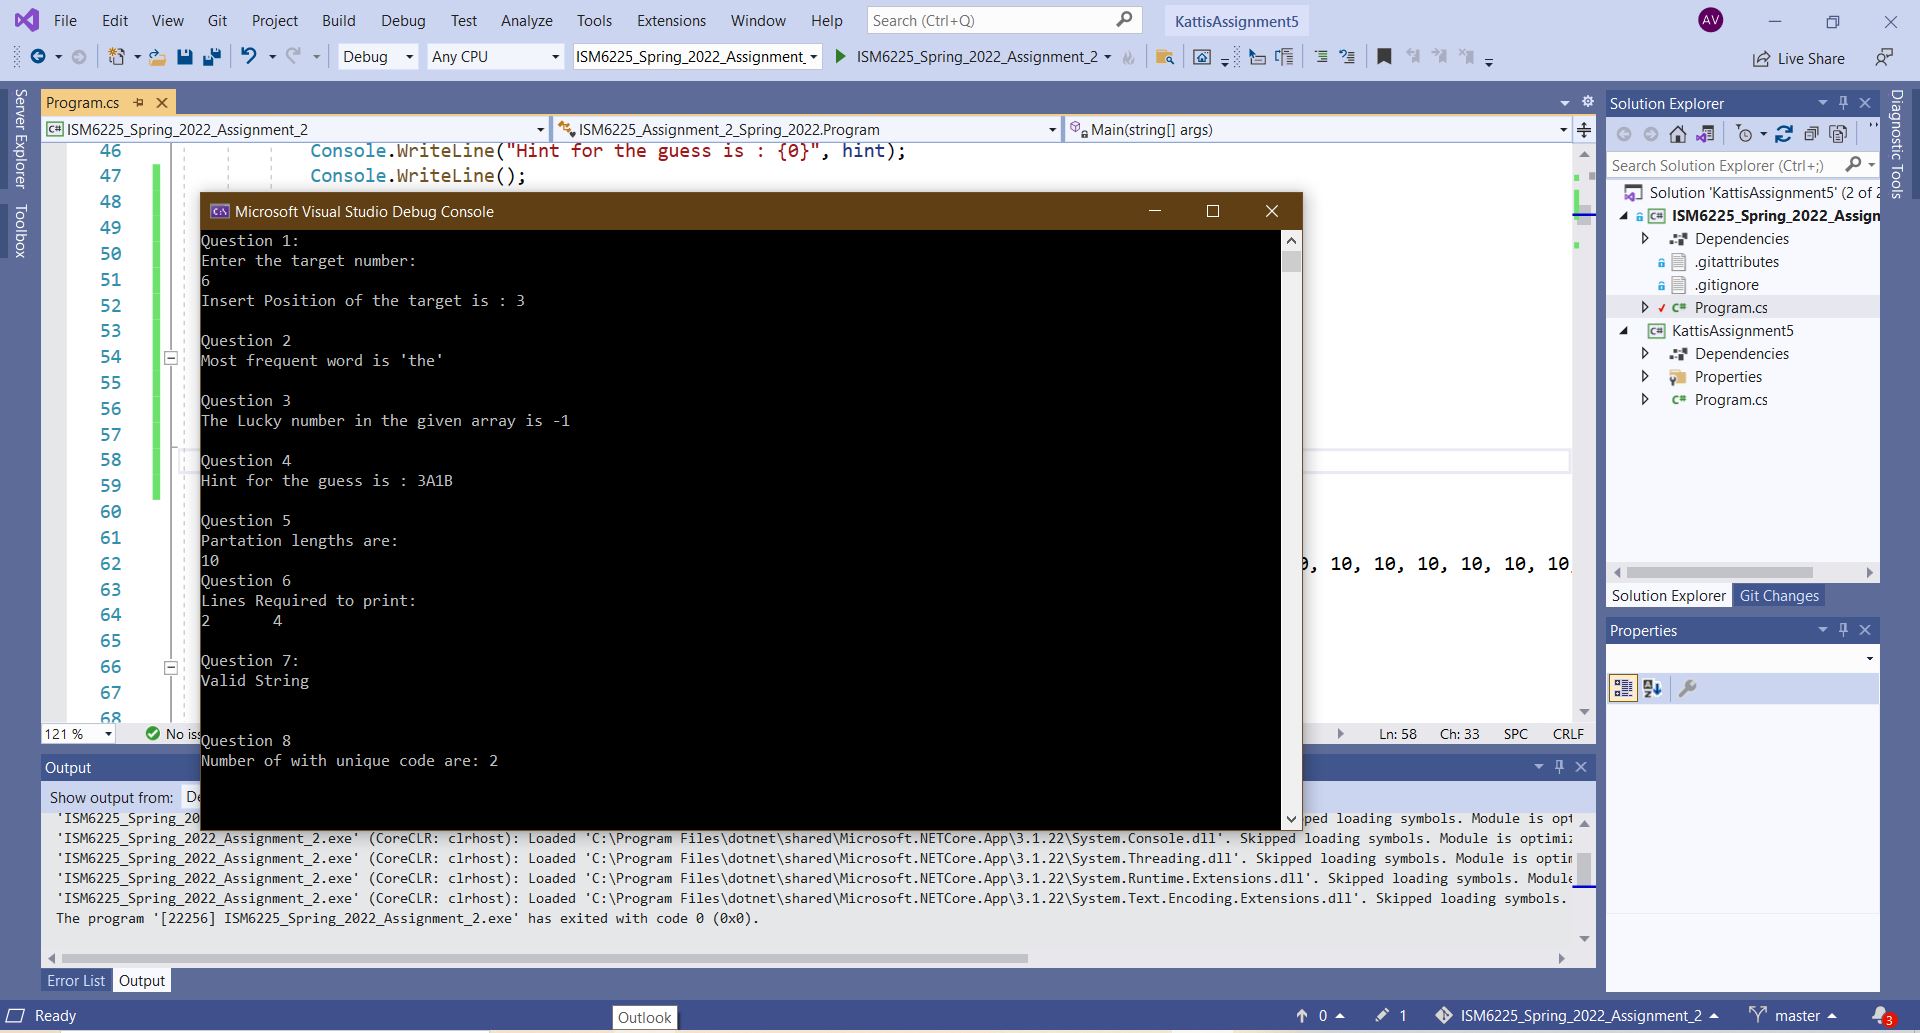 File Edit View Git Project Build Debug Test Analyze Tools Extensions Window Help Search (Ctrl+Q) KattisAssignment5 AV
Debug Any CPU ISM6225_Spring_2022_Assignment_ ISM6225_Spring_2022_Assignment_2 Live Share
Server Explorer
Toolbox
Program.cs
ISM6225_Spring_2022_Assignment_2 ISM6225_Assignment_2_Spring_2022.Program Main(string[] args)
46 Console.WriteLine("Hint for the guess is : {0}", hint);
47 Console.WriteLine();
48
49
50
51
52
53
54
55
56
57
58
59
60
61
62 10, 10, 10, 10, 10, 10,
63
64
65
66
67
68
Microsoft Visual Studio Debug Console
Question 1:
Enter the target number:
6
Insert Position of the target is : 3
Question 2
Most frequent word is 'the'
Question 3
The Lucky number in the given array is -1
Question 4
Hint for the guess is : 3A1B
Question 5
Partation lengths are:
10
Question 6
Lines Required to print:
2 4
Question 7:
Valid String
Question 8
Number of with unique code are: 2
121 % No Ln: 58 Ch: 33 SPC CRLF
Output
Show output from:
'ISM6225_Spring_20 ped loading symbols. Module is opt
'ISM6225_Spring_2022_Assignment_2.exe' (CoreCLR: clrhost): Loaded 'C:\Program Files\dotnet\shared\Microsoft.NETCore.App\3.1.22\System.Console.dll'. Skipped loading symbols. Module is optimiz
'ISM6225_Spring_2022_Assignment_2.exe' (CoreCLR: clrhost): Loaded 'C:\Program Files\dotnet\shared\Microsoft.NETCore.App\3.1.22\System.Threading.dll'. Skipped loading symbols. Module is optim
'ISM6225_Spring_2022_Assignment_2.exe' (CoreCLR: clrhost): Loaded 'C:\Program Files\dotnet\shared\Microsoft.NETCore.App\3.1.22\System.Runtime.Extensions.dll'. Skipped loading symbols. Module
'ISM6225_Spring_2022_Assignment_2.exe' (CoreCLR: clrhost): Loaded 'C:\Program Files\dotnet\shared\Microsoft.NETCore.App\3.1.22\System.Text.Encoding.Extensions.dll'. Skipped loading symbols.
The program '[22256] ISM6225_Spring_2022_Assignment_2.exe' has exited with code 0 (0x0).
Error List Output
Solution Explorer
Search Solution Explorer (Ctrl+;)
Solution 'KattisAssignment5' (2 of 2
ISM6225_Spring_2022_Assign
Dependencies
.gitattributes
.gitignore
Program.cs
KattisAssignment5
Dependencies
Properties
Program.cs
Solution Explorer Git Changes
Properties
Diagnostic Tools
Ready Outlook 0 1 ISM6225_Spring_2022_Assignment_2 master 3